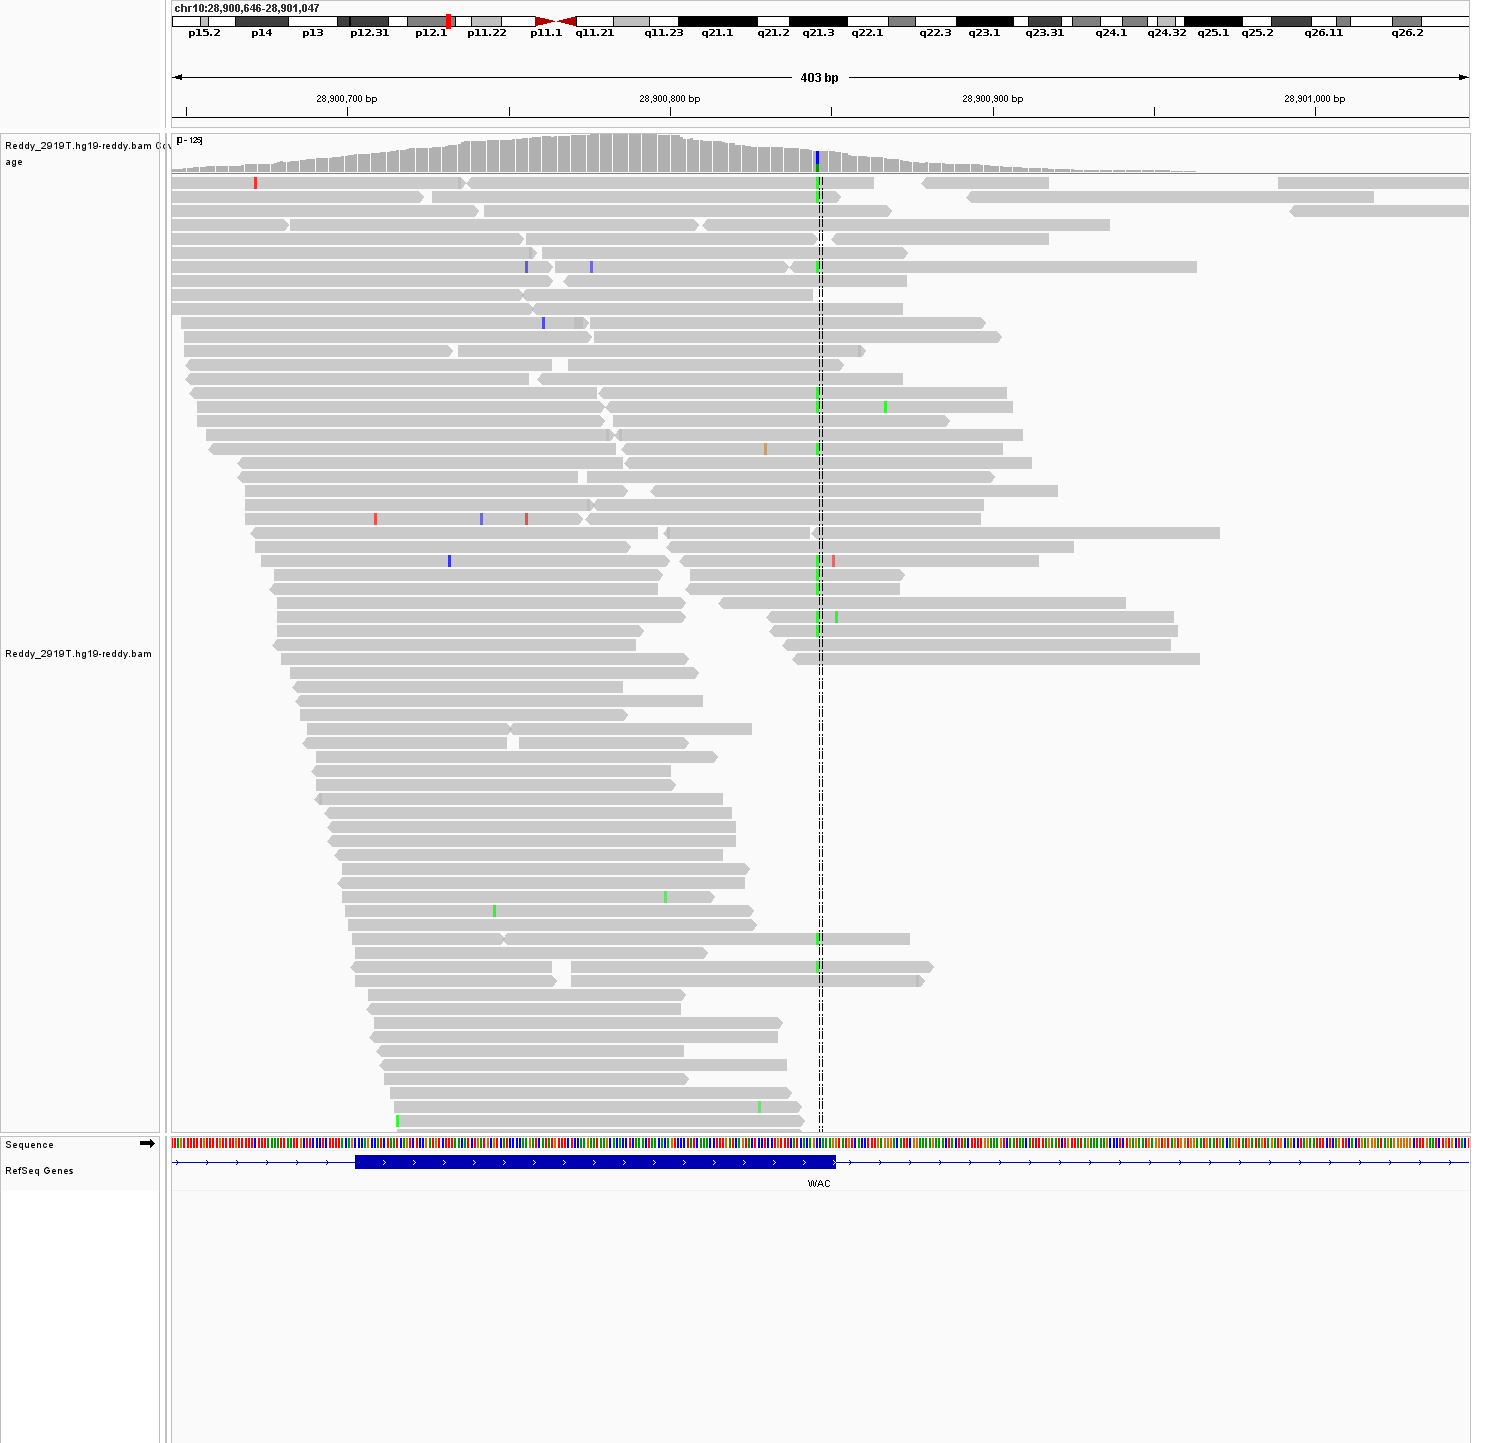 chr10:28,900,646-28,901,047
p15.2 p14 p13 p12.31 p12.1 p11.22 p11.1 q11.21 q11.23 q21.1 q21.2 q21.3 q22.1 q22.3 q23.1 q23.31 q24.1 q24.32 q25.1 q25.2 q26.11 q26.2
403 bp
28,900,700 bp 28,900,800 bp 28,900,900 bp 28,901,000 bp
[0 - 125]
Reddy_2919T.hg19-reddy.bam Cov
age
Reddy_2919T.hg19-reddy.bam
Sequence
RefSeq Genes
WAC